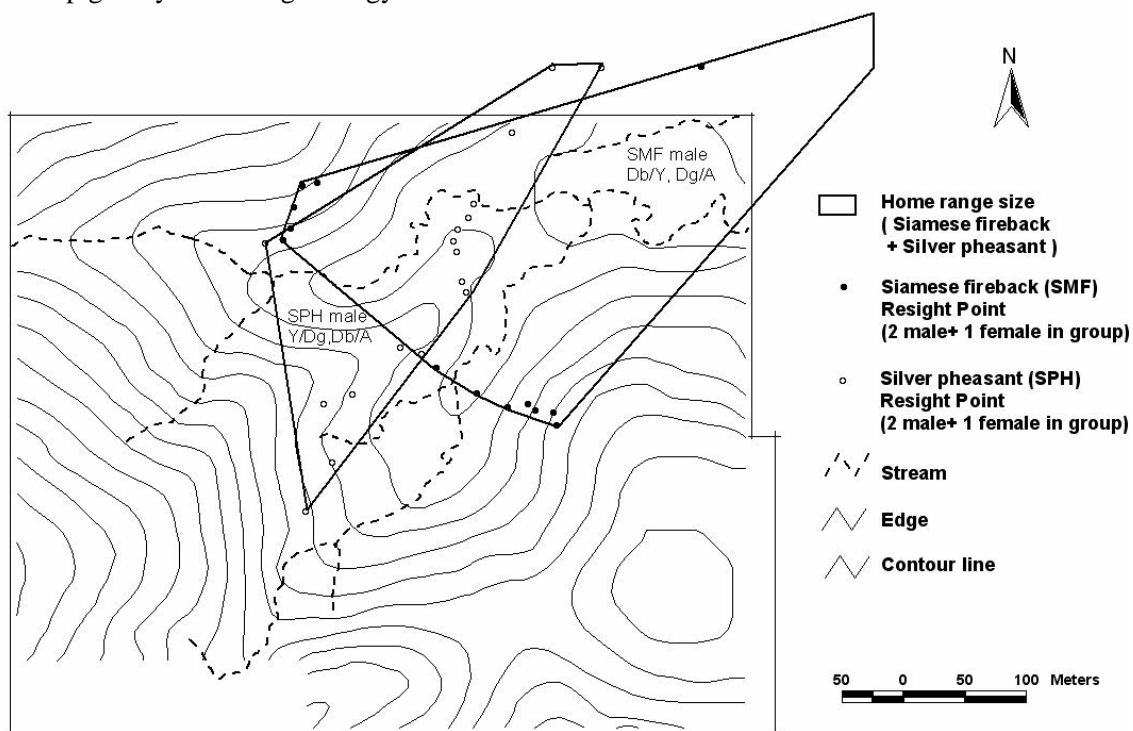 N
SMF male
Db/Y, Dg/A
SPH male
Y/Dg,Db/A
Home range size
( Siamese fireback
+ Silver pheasant )
Siamese fireback (SMF)
Resight Point
(2 male+ 1 female in group)
Silver pheasant (SPH)
Resight Point
(2 male+ 1 female in group)
Stream
Edge
Contour line
50 0 50 100 Meters